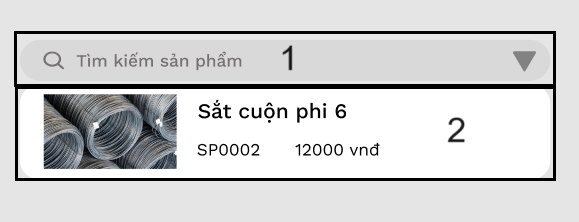 Tìm kiếm sản phẩm 1
Sắt cuộn phi 6
2
SP0002 12000 vnđ